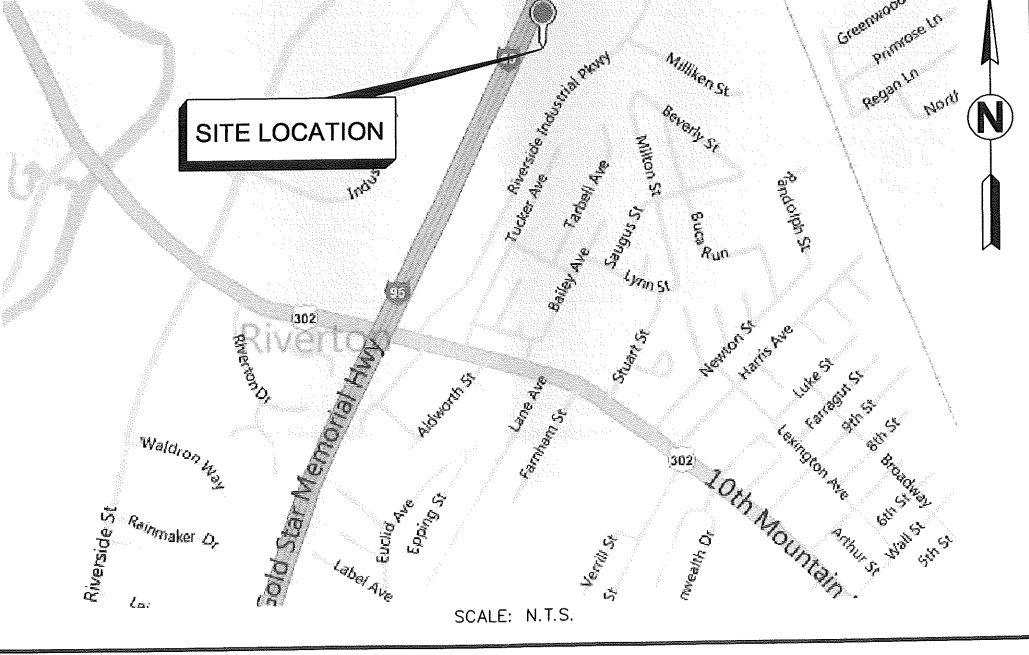 Greenwood
Primrose Ln
Regan Ln
North
Milliken St
Riverside Industrial Pkwy
Beverly St
SITE LOCATION
N
Indus
Tucker Ave
Tarbell Ave
Milton St
Randolph St
Saugus St
Buca Run
Bailey Ave
Lynn St
95
302
Riverton
Riverton Dr
Gold Star Memorial Hwy
Stuart St
Newton St
Harris Ave
Aldworth St
Lane Ave
Farnham St
Luke St
Farragut St
9th St
8th St
Lexington Ave
Broadway
302
10th Mountain
6th St
Wall St
5th St
Arthur St
Waldron Way
Rainmaker Dr
Riverside St
Euclid Ave
Epping St
Label Ave
Verrill St
St
nwealth Dr
SCALE: N.T.S.